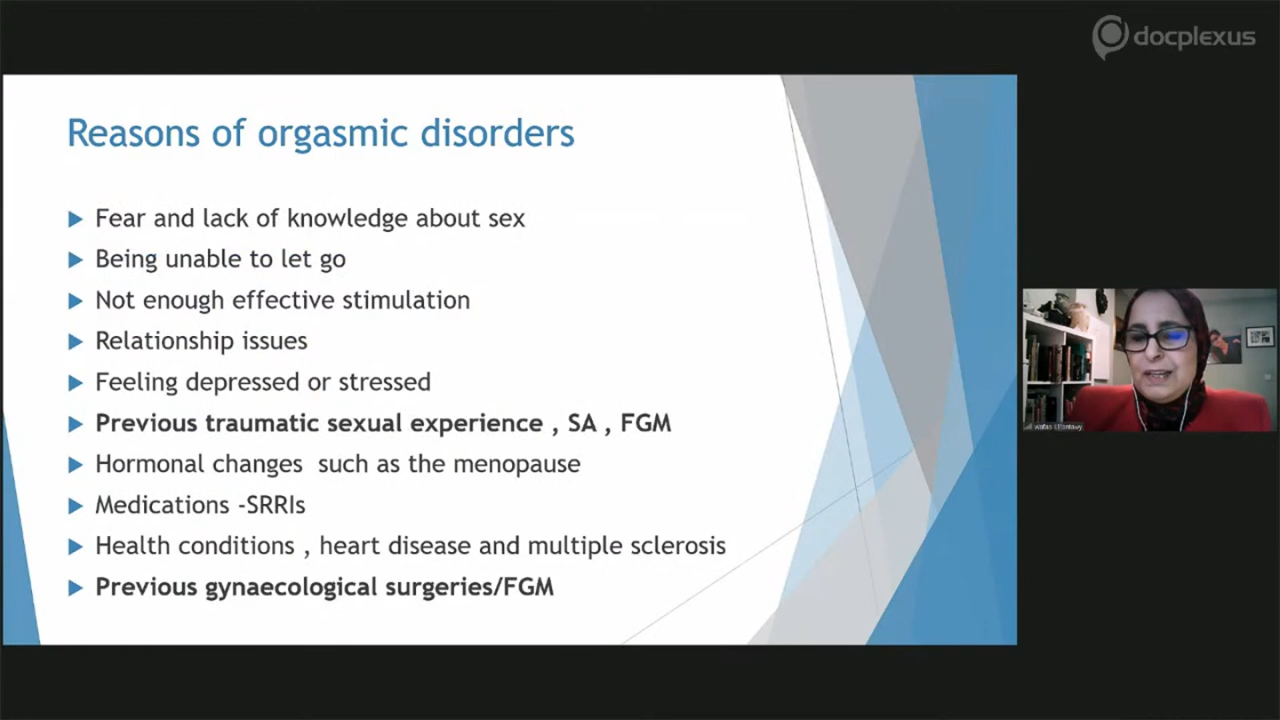 docplexus
Reasons of orgasmic disorders
Fear and lack of knowledge about sex
Being unable to let go
Not enough effective stimulation
Relationship issues
Feeling depressed or stressed
Previous traumatic sexual experience , SA , FGM
Hormonal changes such as the menopause
Medications -SRRIs
Health conditions , heart disease and multiple sclerosis
Previous gynaecological surgeries/FGM